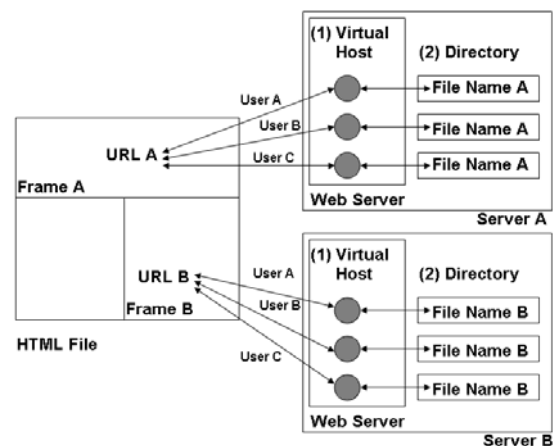 (1) Virtual Host
(2) Directory
File Name A
File Name A
File Name A
User A
User B
User C
URL A
Frame A
Web Server
Server A
URL B
Frame B
HTML File
User A
User B
User C
(1) Virtual Host
(2) Directory
File Name B
File Name B
File Name B
Web Server
Server B